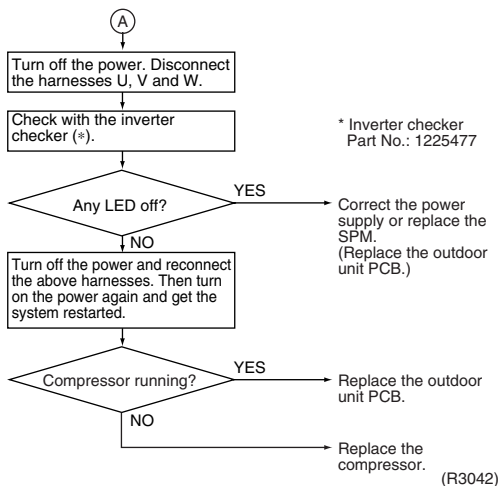 A
Turn off the power. Disconnect
the harnesses U, V and W.
Check with the inverter
checker (*).
* Inverter checker
Part No.: 1225477
Any LED off?
YES
Correct the power
supply or replace the
SPM.
(Replace the outdoor
unit PCB.)
NO
Turn off the power and reconnect
the above harnesses. Then turn
on the power again and get the
system restarted.
Compressor running?
YES
Replace the outdoor
unit PCB.
NO
Replace the
compressor.
(R3042)